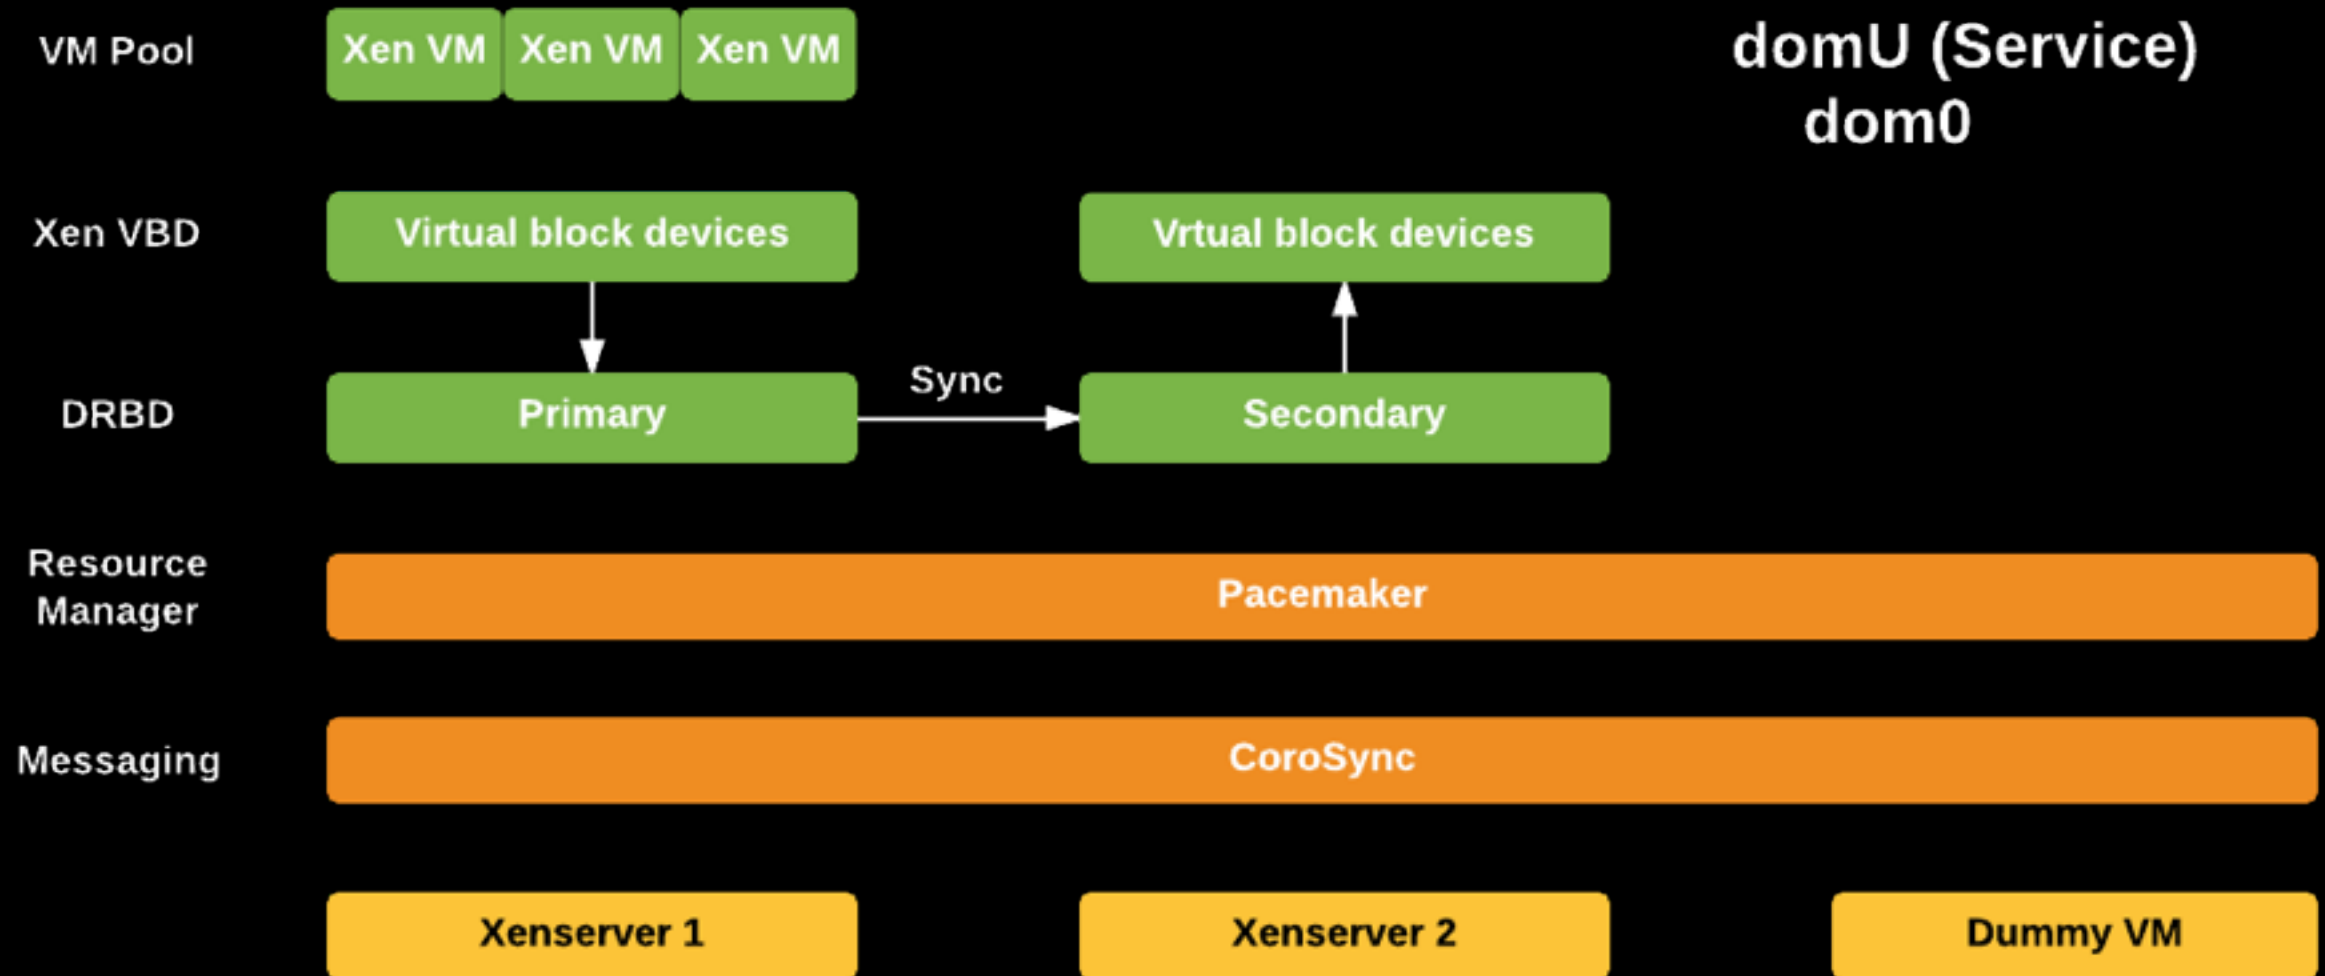 VM Pool
Xen VM Xen VM Xen VM
domU (Service)
dom0
Xen VBD
Virtual block devices
Vrtual block devices
DRBD
Primary
Sync
Secondary
Resource
Manager
Pacemaker
Messaging
CoroSync
Xenserver 1
Xenserver 2
Dummy VM